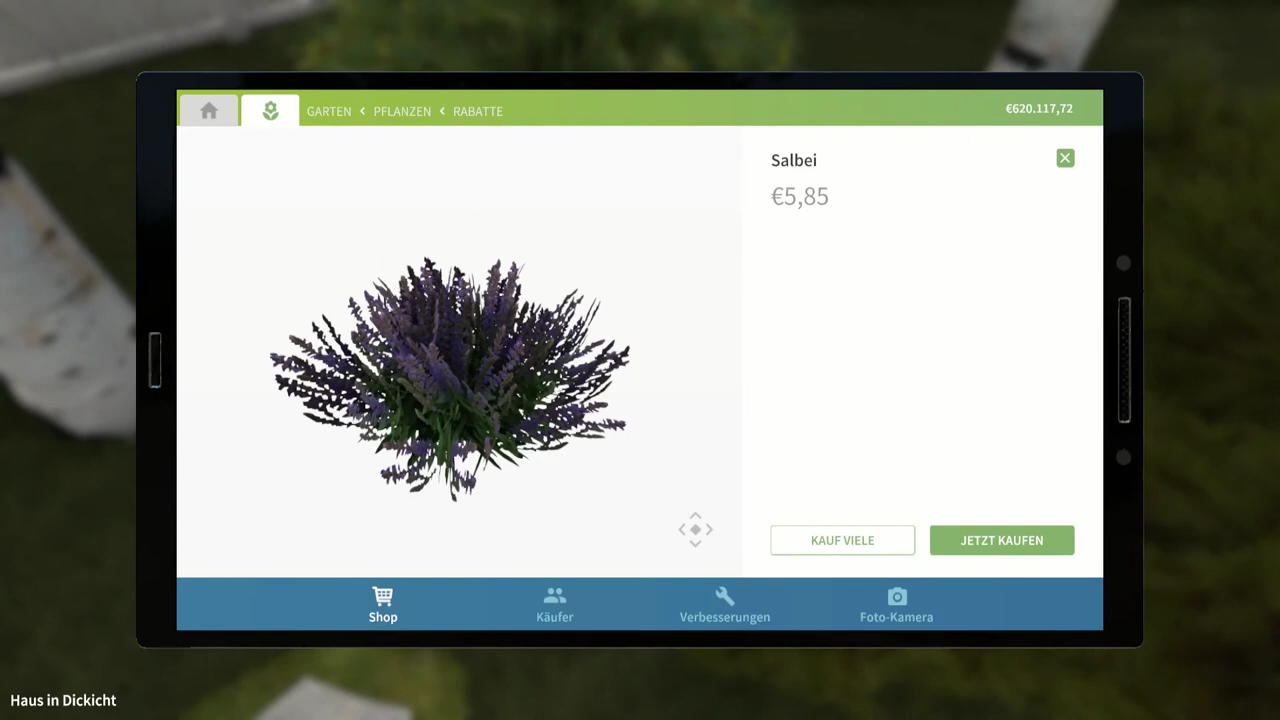 GARTEN < PFLANZEN < RABATTE
€620.117,72
Salbei
€5,85
KAUF VIELE
JETZT KAUFEN
Shop
Käufer
Verbesserungen
Foto-Kamera
Haus in Dickicht